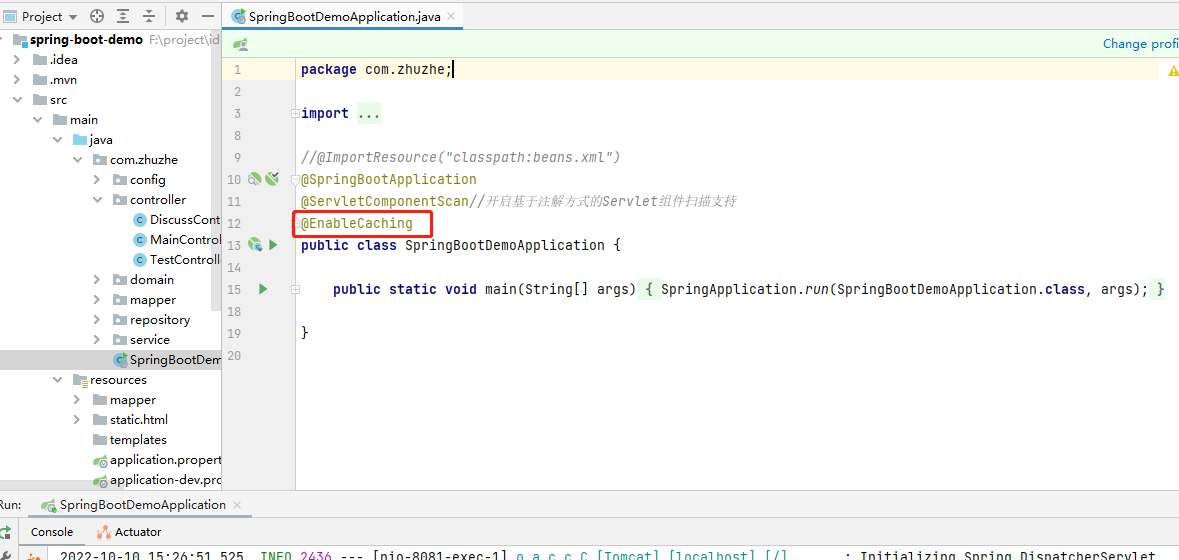 Project
SpringBootDemoApplication.java
spring-boot-demo F:\project\id
.idea
.mvn
src
main
java
com.zhuzhe
config
controller
DiscussCont
MainControl
TestControll
domain
mapper
repository
service
SpringBootDem
resources
mapper
static.html
templates
application.propert
application-dev.prc
Change profi
1 package com.zhuzhe;
2
3 import ...
8
9 //@ImportResource("classpath:beans.xml")
10 @SpringBootApplication
11 @ServletComponentScan//开启基于注解方式的Servlet组件扫描支持
12 @EnableCaching
13 public class SpringBootDemoApplication {
14
15 public static void main(String[] args) { SpringApplication.run(SpringBootDemoApplication.class, args); }
18
19 }
20
Run: SpringBootDemoApplication
Console Actuator
2022-10-10 15:26:51.525 INFO 2436 --- [nio-8081-exec-1] o.a.c.c.C.[Tomcat].[localhost].[/] : Initializing Spring DispatcherServlet